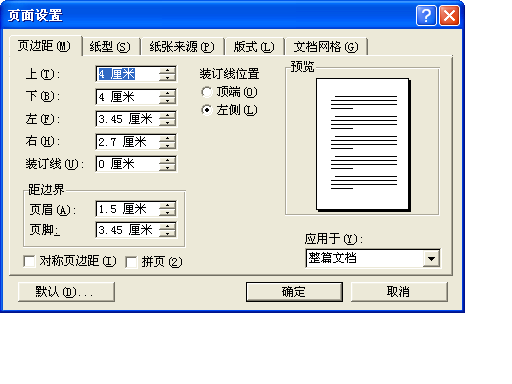 页面设置
页边距(M) 纸型(S) 纸张来源(P) 版式(L) 文档网格(G)
上(T): 4 厘米
下(B): 4 厘米
左(F): 3.45 厘米
右(H): 2.7 厘米
装订线(U): 0 厘米
装订线位置
顶端(O)
左侧(L)
预览
距边界
页眉(A): 1.5 厘米
页脚: 3.45 厘米
应用于(Y):
整篇文档
对称页边距(I) 拼页(2)
默认(D)... 确定 取消